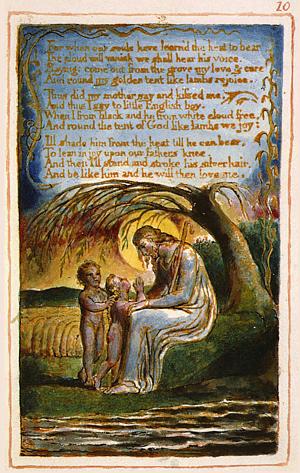 10
For when our souls have learn'd the heat to bear
The cloud will vanish we shall hear his voice.
Saying: come out from the grove my love & care
And round my golden tent like lambs rejoice.
Thus did my mother say and kissed me,
And thus I say to little English boy.
When I from black and he from white cloud free,
And round the tent of God like lambs we joy:
Ill shade him from the heat till he can bear,
To lean in joy upon our fathers knee.
And then I'll stand and stroke his silver hair,
And be like him and he will then love me.